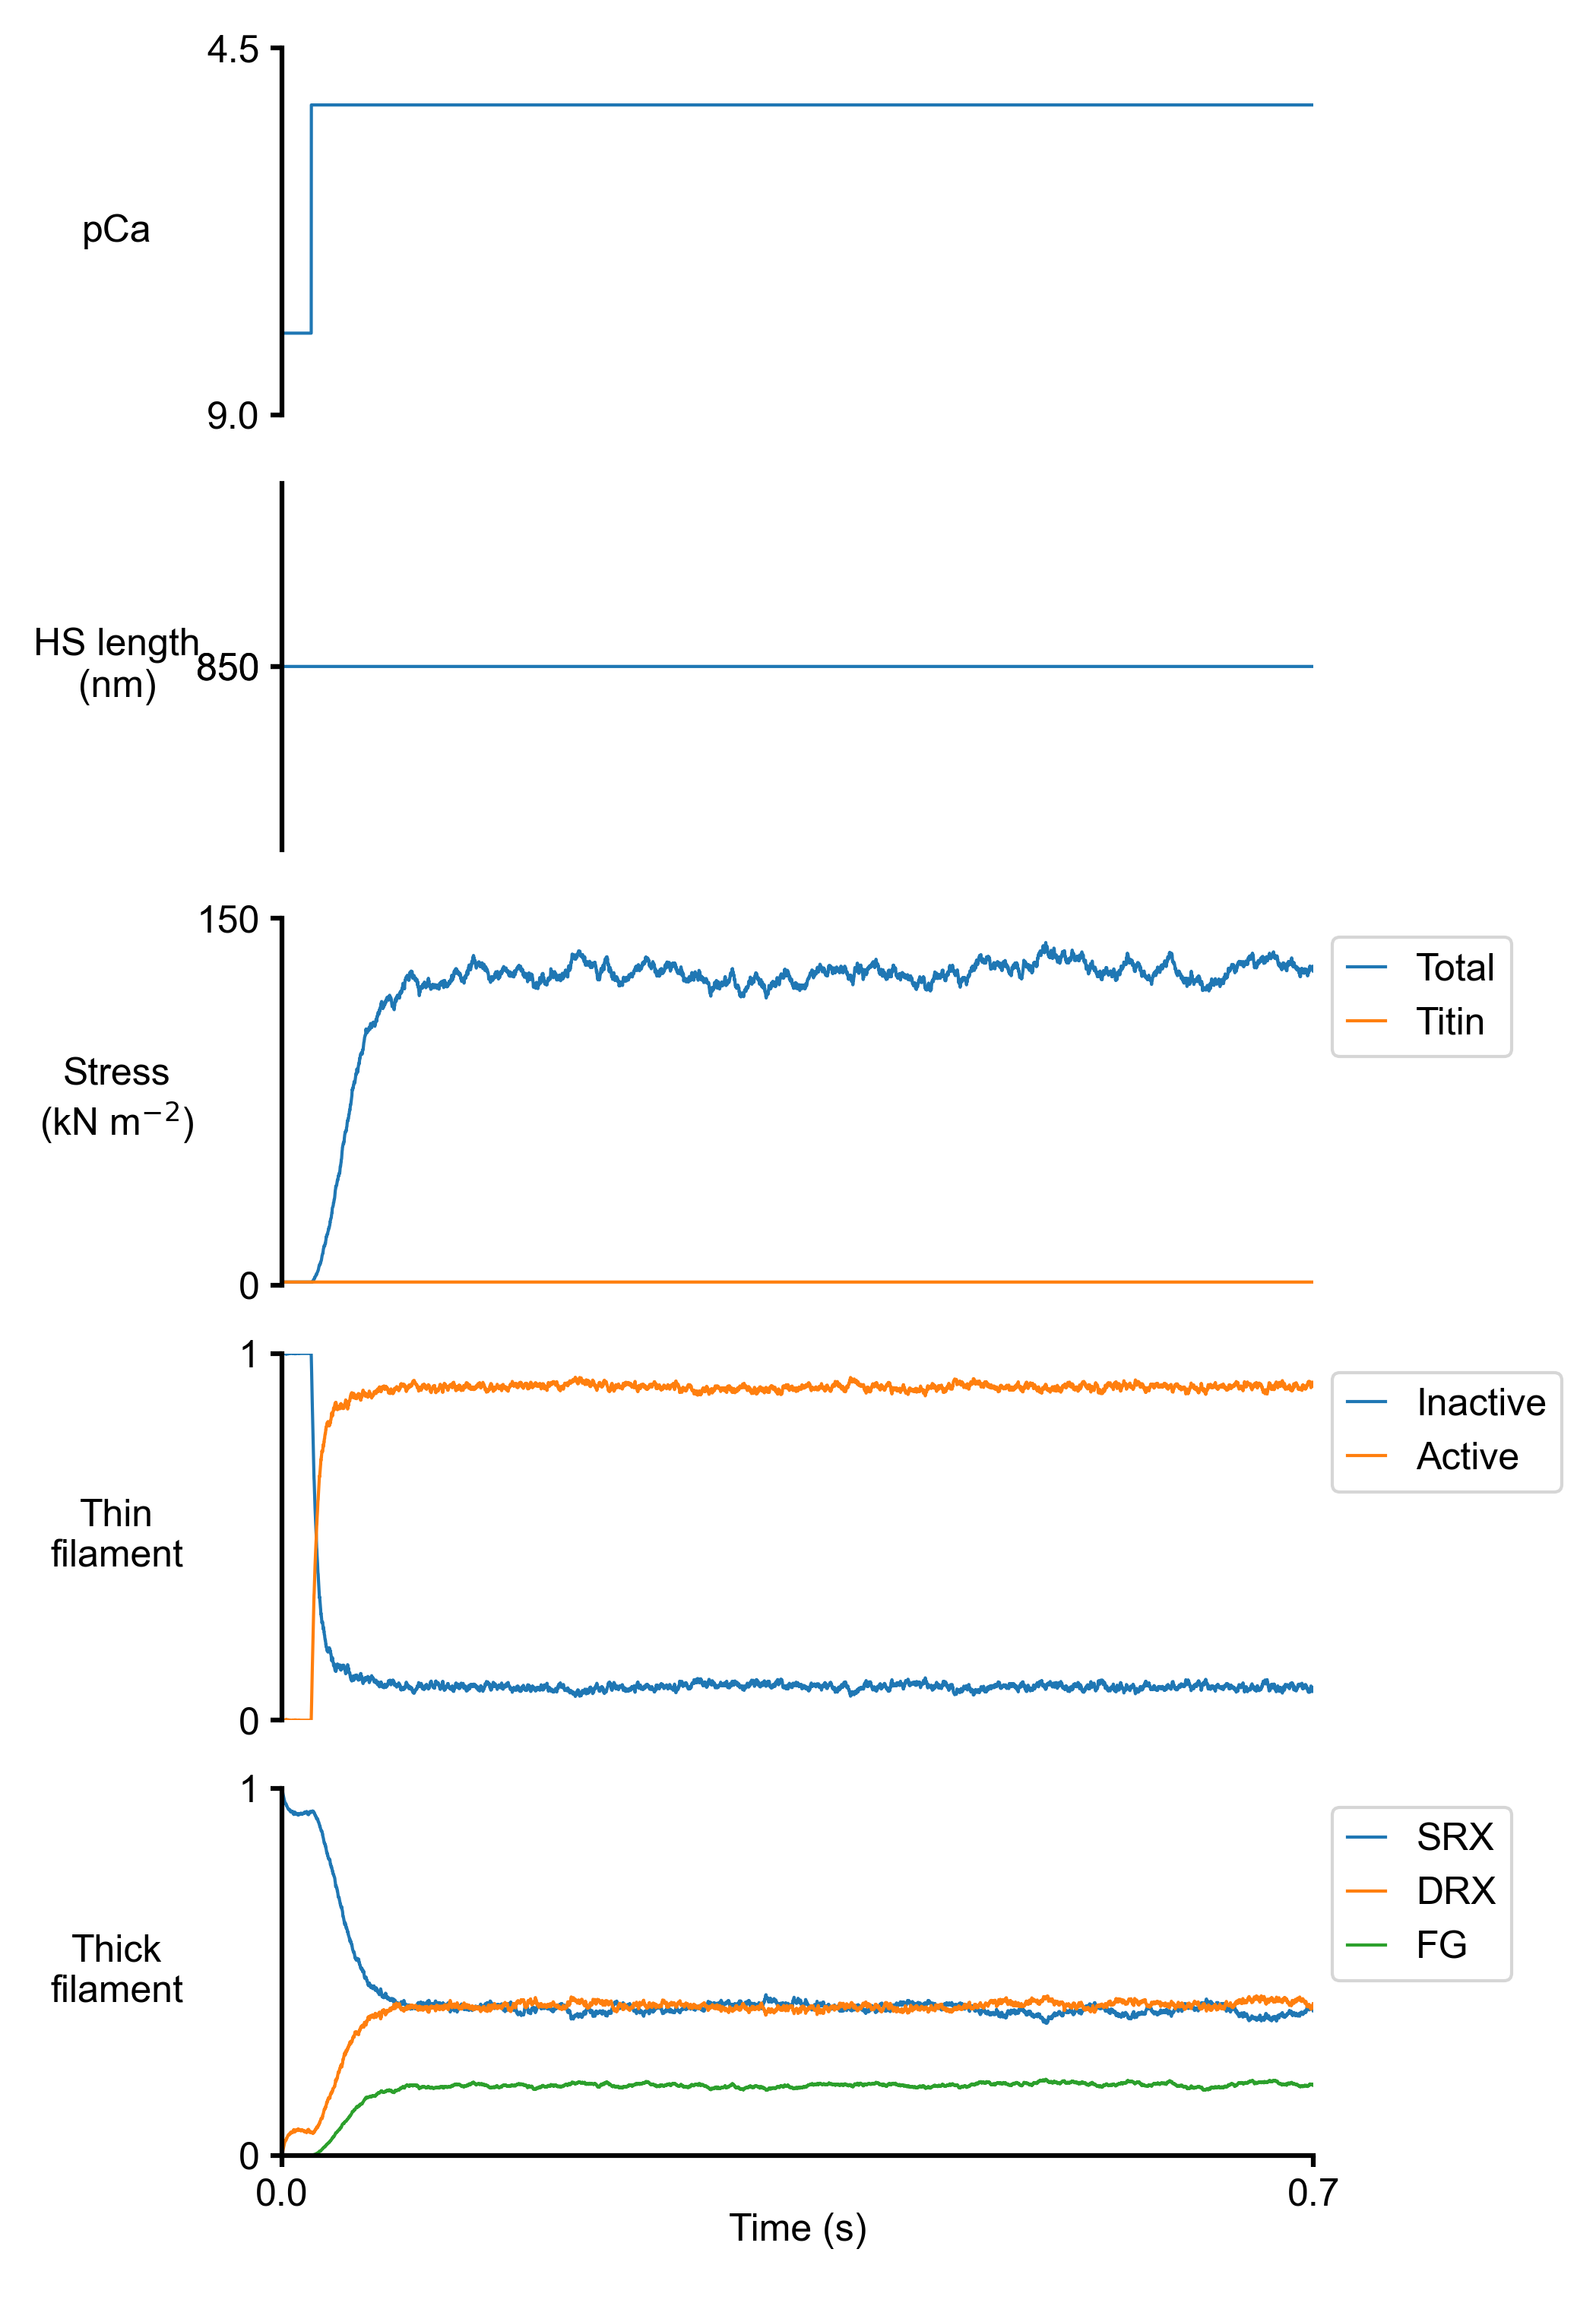 4.5
pCa
9.0
HS length
(nm)
850
150
Stress
(kN m⁻²)
0
Total
Titin
1
Thin
filament
0
Inactive
Active
1
Thick
filament
0
SRX
DRX
FG
0.0
0.7
Time (s)